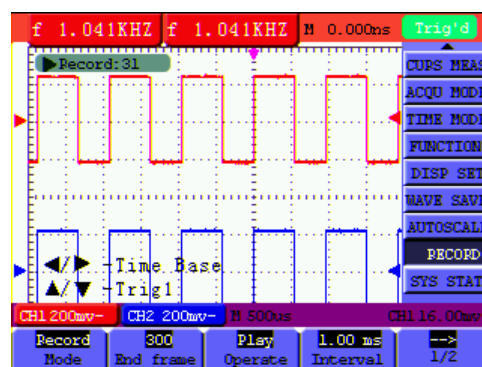 f 1.041KHZ f 1.041KHZ M 0.000ns Trig'd
Record:31
CURS MEAS
ACQU MODE
TIME MODE
FUNCTION
DISP SET
WAVE SAVE
AUTOSCALE
RECORD
SYS STAT
◄/► -Time Base
▲/▼ -Trig1
CH1 200mv~ CH2 200mv~ M 500us CH1 16.00mv
Record 300 Play 1.00 ms -->
Mode End frame Operate Interval 1/2